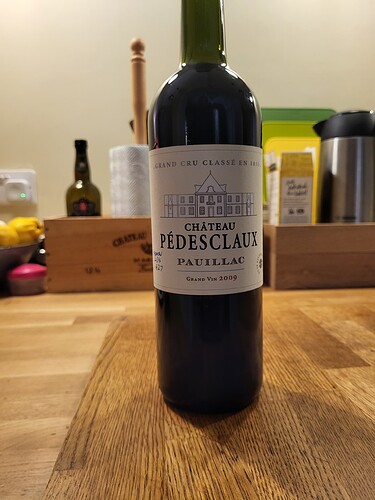 GRAND CRU CLASSÉ EN 1855
CHÂTEAU
PÉDESCLAUX
PAUILLAC
GRAND VIN 2009
CHATEAU